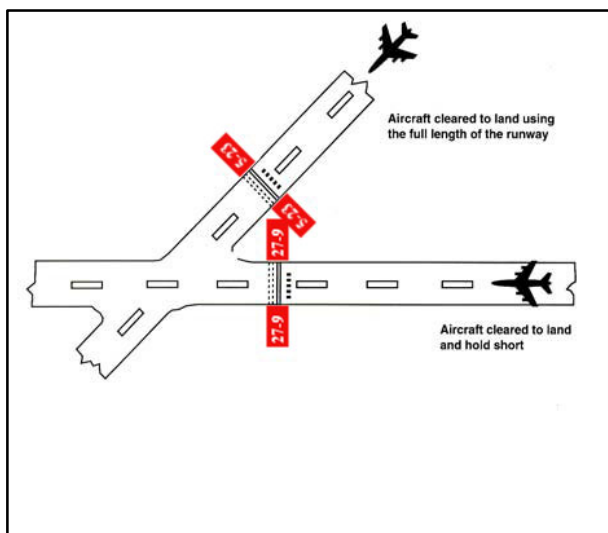 Aircraft cleared to land using
the full length of the runway
5-23
5-23
27-9
27-9
Aircraft cleared to land
and hold short